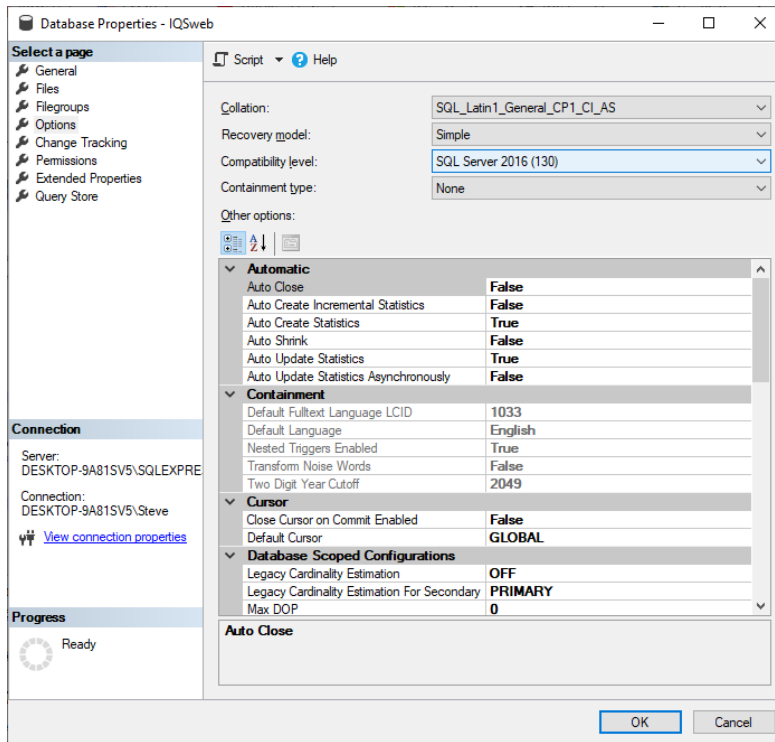 Database Properties - IQSweb
Select a page
General
Files
Filegroups
Options
Change Tracking
Permissions
Extended Properties
Query Store
Connection
Server:
DESKTOP-9A81SV5\SQLEXPRE
Connection:
DESKTOP-9A81SV5\Steve
View connection properties
Progress
Ready
Script Help
Collation: SQL_Latin1_General_CP1_CI_AS
Recovery model: Simple
Compatibility level: SQL Server 2016 (130)
Containment type: None
Other options:
Automatic
Auto Close False
Auto Create Incremental Statistics False
Auto Create Statistics True
Auto Shrink False
Auto Update Statistics True
Auto Update Statistics Asynchronously False
Containment
Default Fulltext Language LCID 1033
Default Language English
Nested Triggers Enabled True
Transform Noise Words False
Two Digit Year Cutoff 2049
Cursor
Close Cursor on Commit Enabled False
Default Cursor GLOBAL
Database Scoped Configurations
Legacy Cardinality Estimation OFF
Legacy Cardinality Estimation For Secondary PRIMARY
Max DOP 0
Auto Close
OK Cancel